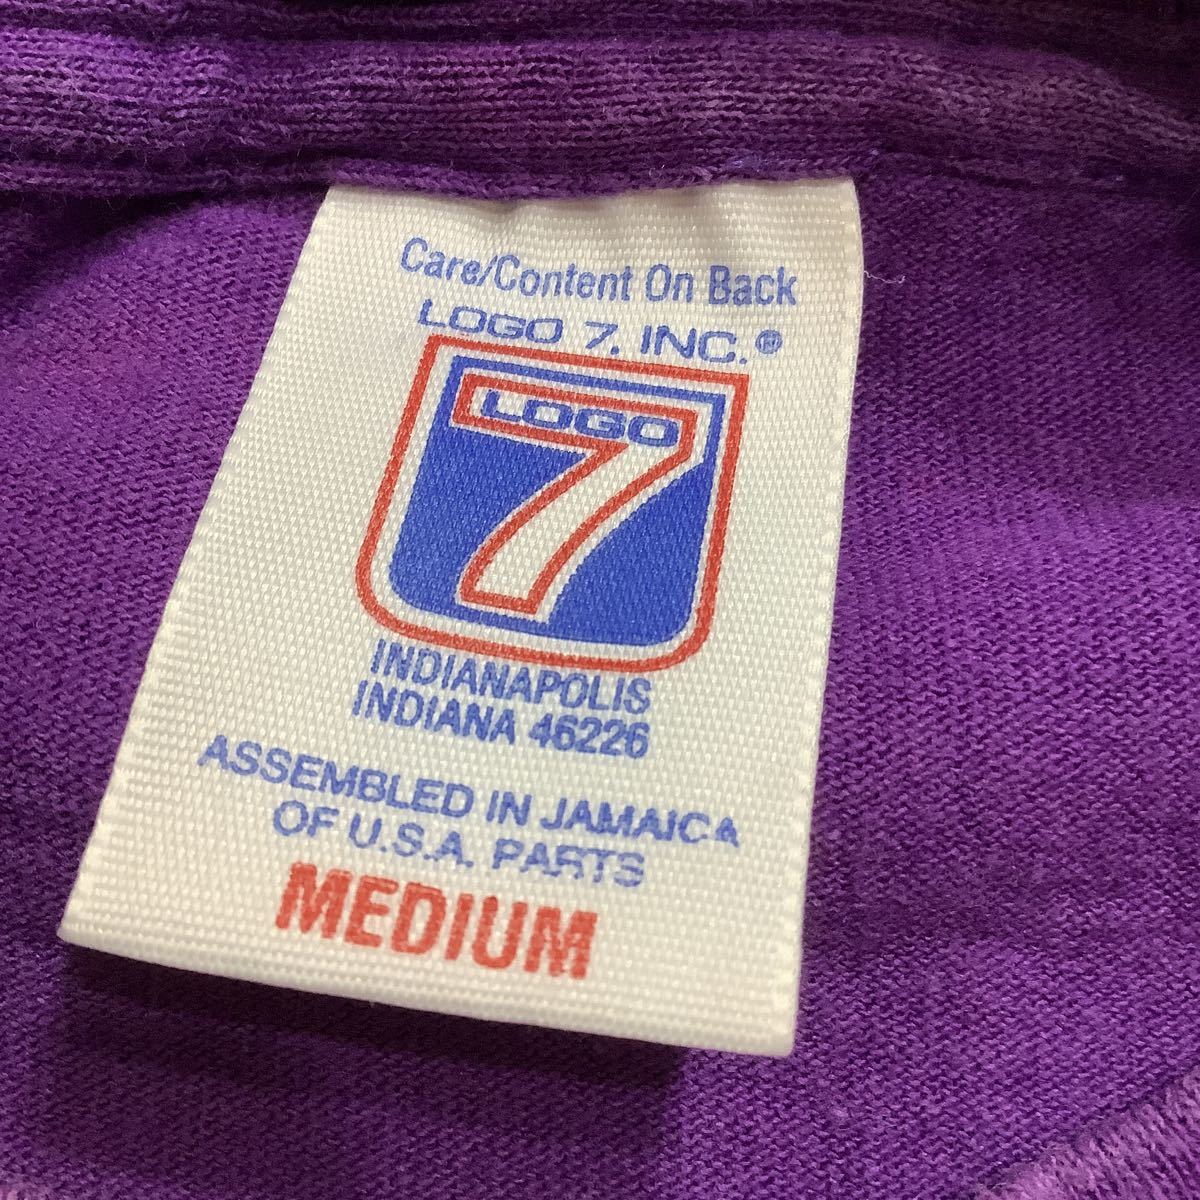 Care/Content On Back
LOGO 7, INC.®
LOGO
7
INDIANAPOLIS
INDIANA 46226
ASSEMBLED IN JAMAICA
OF U.S.A. PARTS
MEDIUM